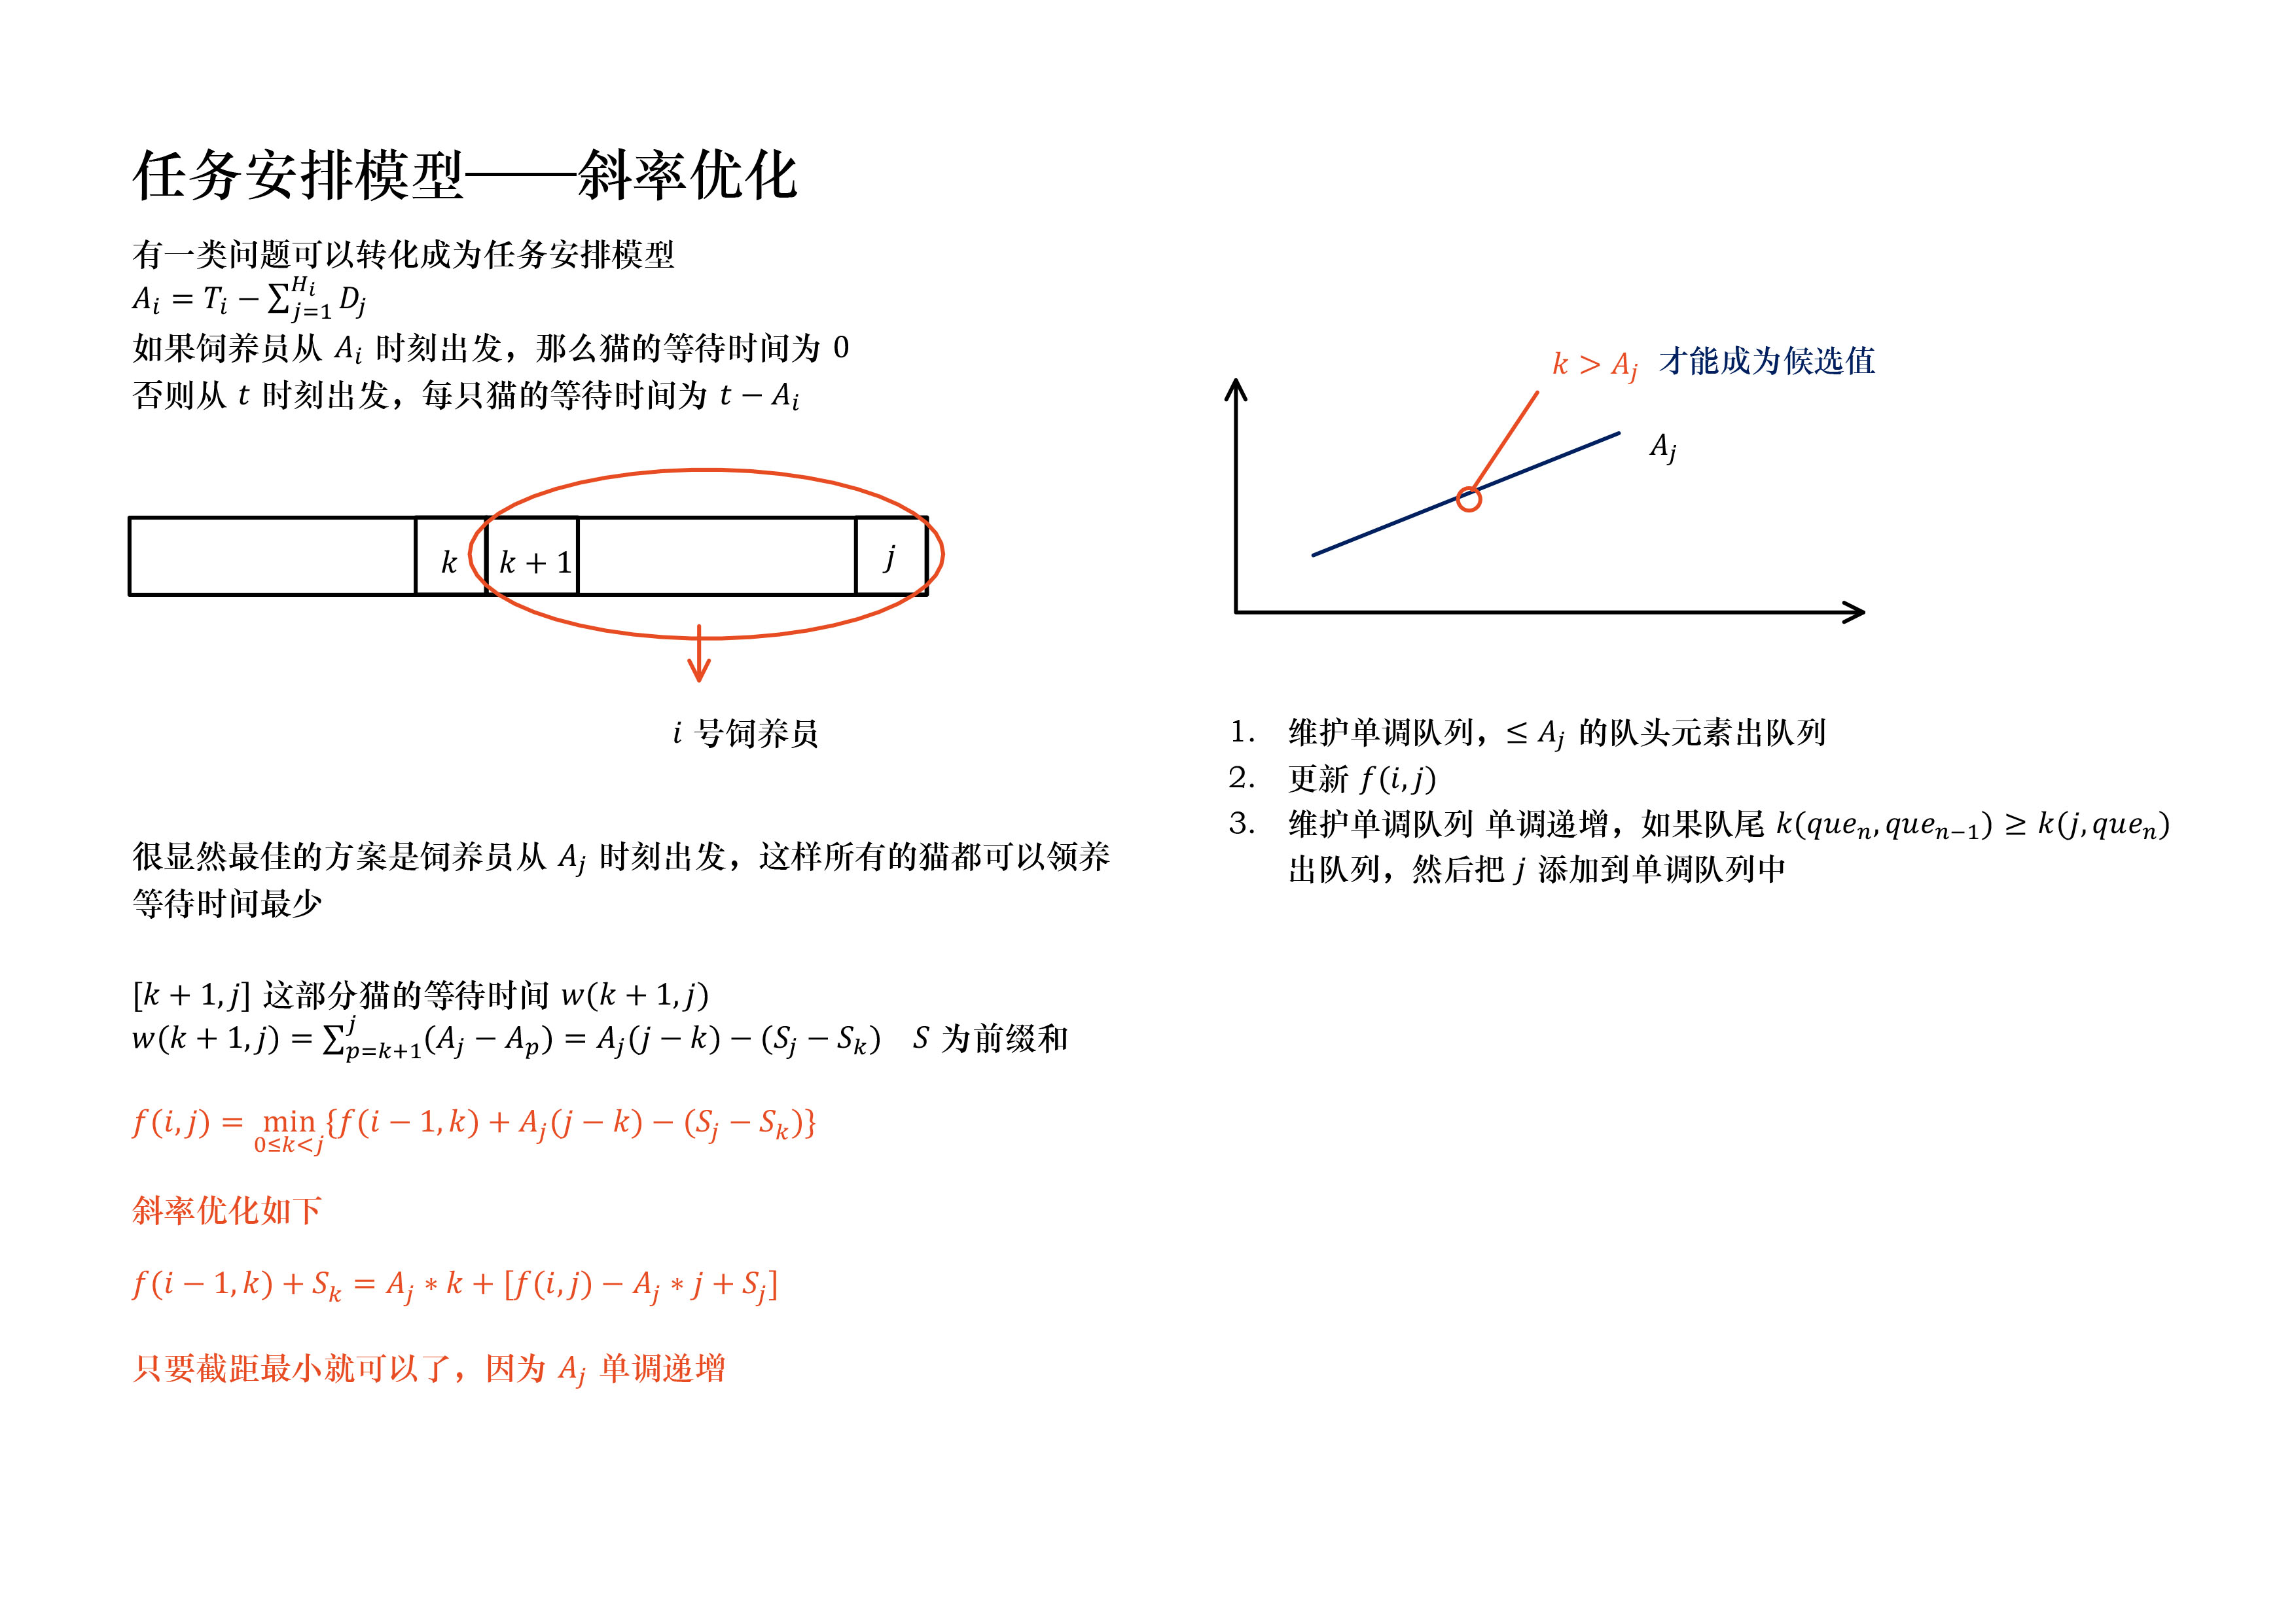 任务安排模型——斜率优化
有一类问题可以转化成为任务安排模型
$A_i = T_i - \sum_{j=1}^{H_i} D_j$
如果饲养员从 $A_i$ 时刻出发，那么猫的等待时间为 0
否则从 $t$ 时刻出发，每只猫的等待时间为 $t - A_i$
$k$ $k+1$ $j$
$i$ 号饲养员
很显然最佳的方案是饲养员从 $A_j$ 时刻出发，这样所有的猫都可以领养
等待时间最少
$[k+1, j]$ 这部分猫的等待时间 $w(k+1, j)$
$w(k+1, j) = \sum_{p=k+1}^{j}(A_j - A_p) = A_j(j-k) - (S_j - S_k)$ $S$ 为前缀和
$f(i,j) = \min_{0 \le k < j}\{f(i-1,k) + A_j(j-k) - (S_j - S_k)\}$
斜率优化如下
$f(i-1,k) + S_k = A_j * k + [f(i,j) - A_j * j + S_j]$
只要截距最小就可以了，因为 $A_j$ 单调递增
$k > A_j$ 才能成为候选值
$A_j$
1. 维护单调队列，$\le A_j$ 的队头元素出队列
2. 更新 $f(i,j)$
3. 维护单调队列 单调递增，如果队尾 $k(que_n, que_{n-1}) \ge k(j, que_n)$
出队列，然后把 $j$ 添加到单调队列中